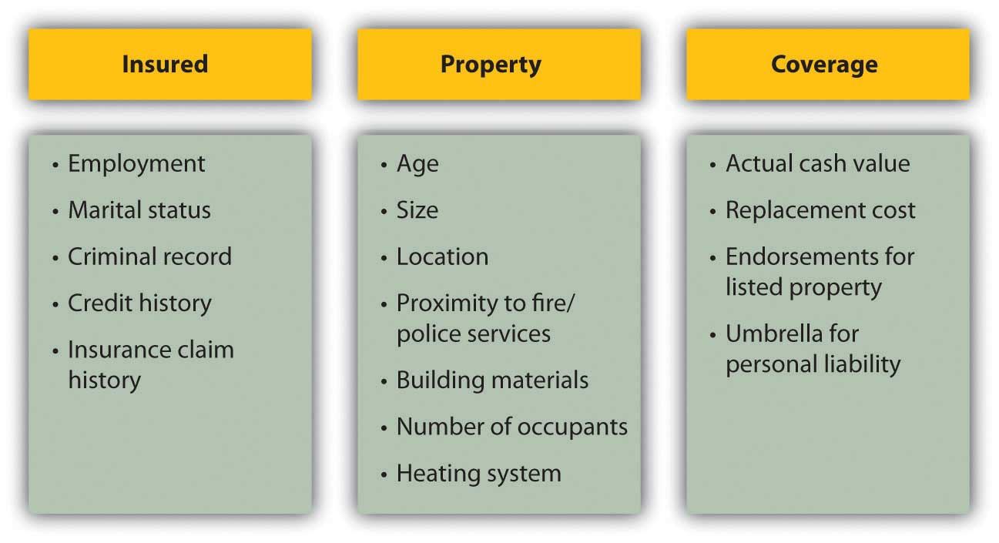 Insured
• Employment
• Marital status
• Criminal record
• Credit history
• Insurance claim
history
Property
• Age
• Size
• Location
• Proximity to fire/
police services
• Building materials
• Number of occupants
• Heating system
Coverage
• Actual cash value
• Replacement cost
• Endorsements for
listed property
• Umbrella for
personal liability